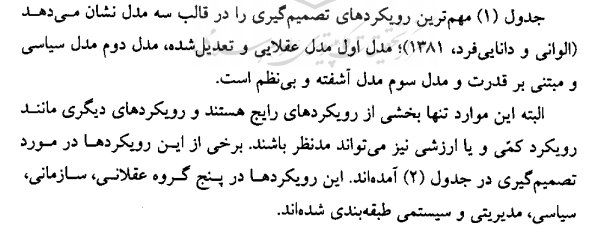 جدول (۱) مهم‌ترین رویکردهای تصمیم‌گیری را در قالب سه مدل نشان می‌دهد
(الوانی و دانایی‌فرد، ۱۳۸۱)؛ مدل اول مدل عقلایی و تعدیل‌شده، مدل دوم مدل سیاسی
و مبتنی بر قدرت و مدل سوم مدل آشفته و بی‌نظم است.
البته این موارد تنها بخشی از رویکردهای رایج هستند و رویکردهای دیگری مانند
رویکرد کمّی و یا ارزشی نیز می‌تواند مدنظر باشند. برخی از این رویکردها در مورد
تصمیم‌گیری در جدول (۲) آمده‌اند. این رویکردها در پنج گروه عقلانی، سازمانی،
سیاسی، مدیریتی و سیستمی طبقه‌بندی شده‌اند.